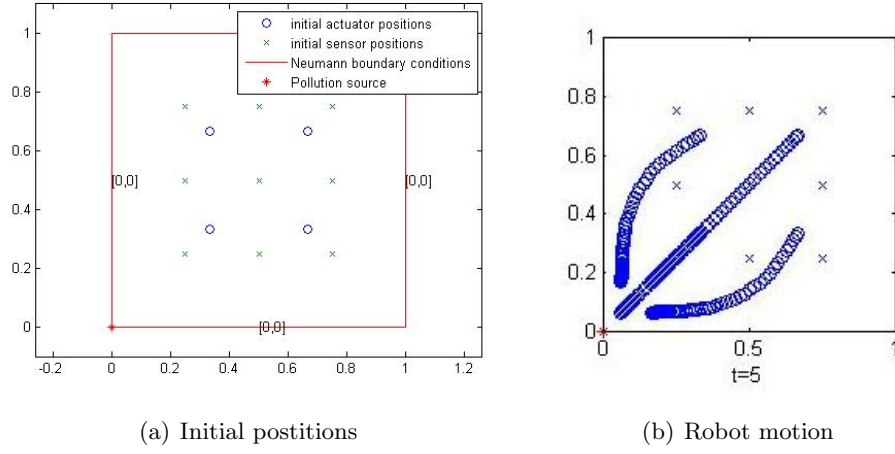 initial actuator positions
initial sensor positions
Neumann boundary conditions
Pollution source
1
0.8
0.6
0.4
0.2
0
[0,0]
[0,0]
[0,0]
-0.2 0 0.2 0.4 0.6 0.8 1 1.2
(a) Initial postitions
1
0.8
0.6
0.4
0.2
0
0 0.5 1
t=5
(b) Robot motion